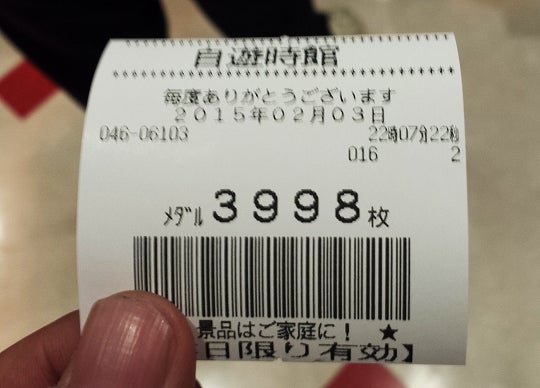 自遊時館
毎度ありがとうございます
2015年02月03日
046-06103 22時07分22秒
016 2
ﾒﾀﾞﾙ 3998枚
景品はご家庭に! ★
日限り有効】